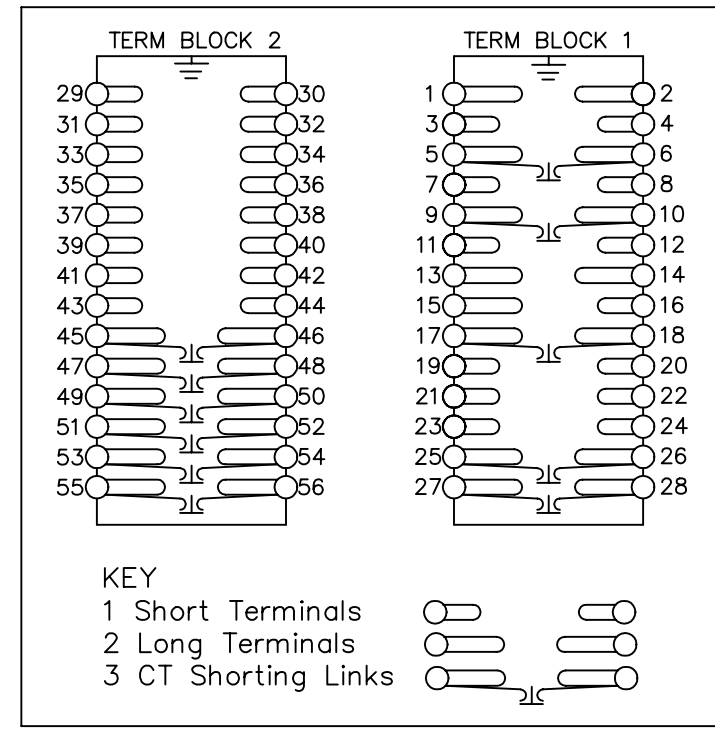 TERM BLOCK 2 TERM BLOCK 1
29 30 1 2
31 32 3 4
33 34 5 6
35 36 7 8
37 38 9 10
39 40 11 12
41 42 13 14
43 44 15 16
45 46 17 18
47 48 19 20
49 50 21 22
51 52 23 24
53 54 25 26
55 56 27 28
KEY
1 Short Terminals
2 Long Terminals
3 CT Shorting Links